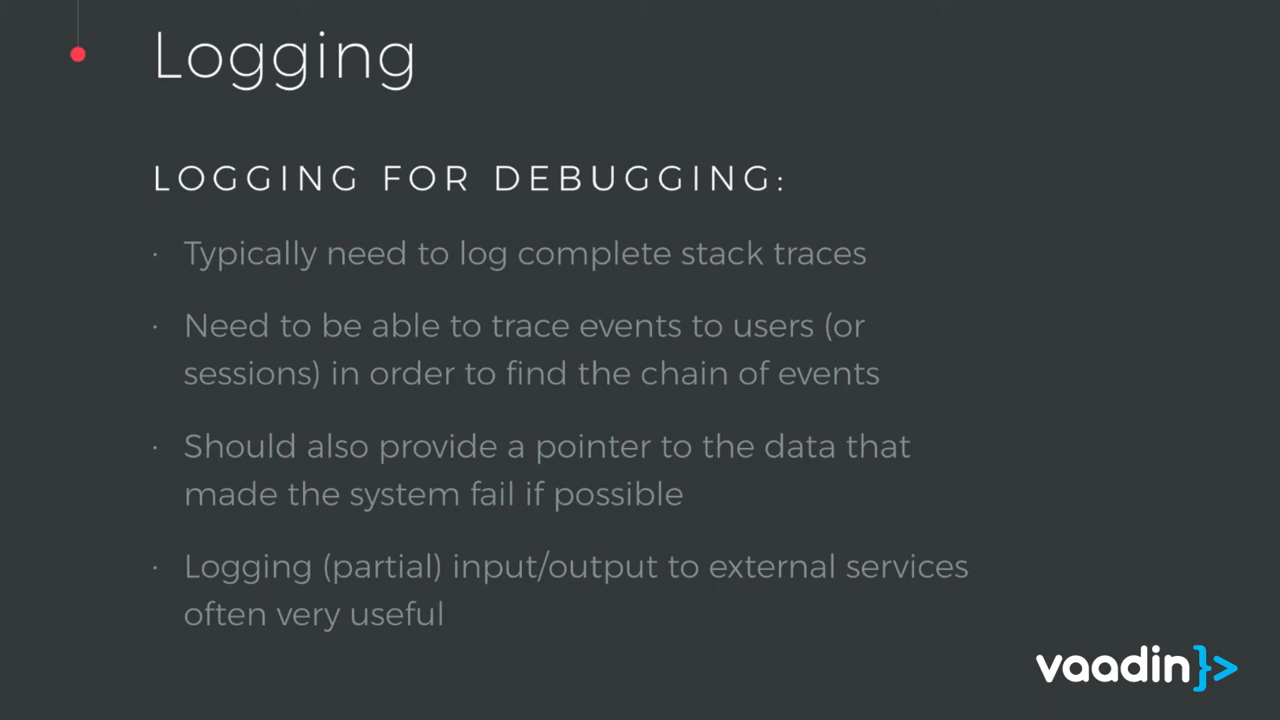 Logging
LOGGING FOR DEBUGGING:
· Typically need to log complete stack traces
· Need to be able to trace events to users (or
sessions) in order to find the chain of events
· Should also provide a pointer to the data that
made the system fail if possible
· Logging (partial) input/output to external services
often very useful
vaadin}>